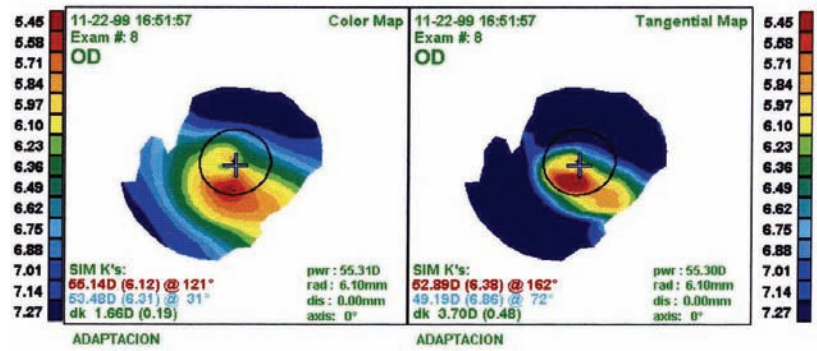 5.45
5.58
5.71
5.84
5.97
6.10
6.23
6.36
6.49
6.62
6.75
6.88
7.01
7.14
7.27
11-22-99 16:51:57 Color Map
Exam #: 8
OD
SIM K's:
55.14D (6.12) @ 121°
53.48D (6.31) @ 31°
dk 1.66D (0.19)
pwr : 55.31D
rad : 6.10mm
dis : 0.00mm
axis: 0°
ADAPTACION
11-22-99 16:51:57 Tangential Map
Exam #: 8
OD
SIM K's:
52.89D (6.38) @ 162°
49.19D (6.86) @ 72°
dk 3.70D (0.48)
pwr : 55.30D
rad : 6.10mm
dis : 0.00mm
axis: 0°
ADAPTACION
5.45
5.58
5.71
5.84
5.97
6.10
6.23
6.36
6.49
6.62
6.75
6.88
7.01
7.14
7.27